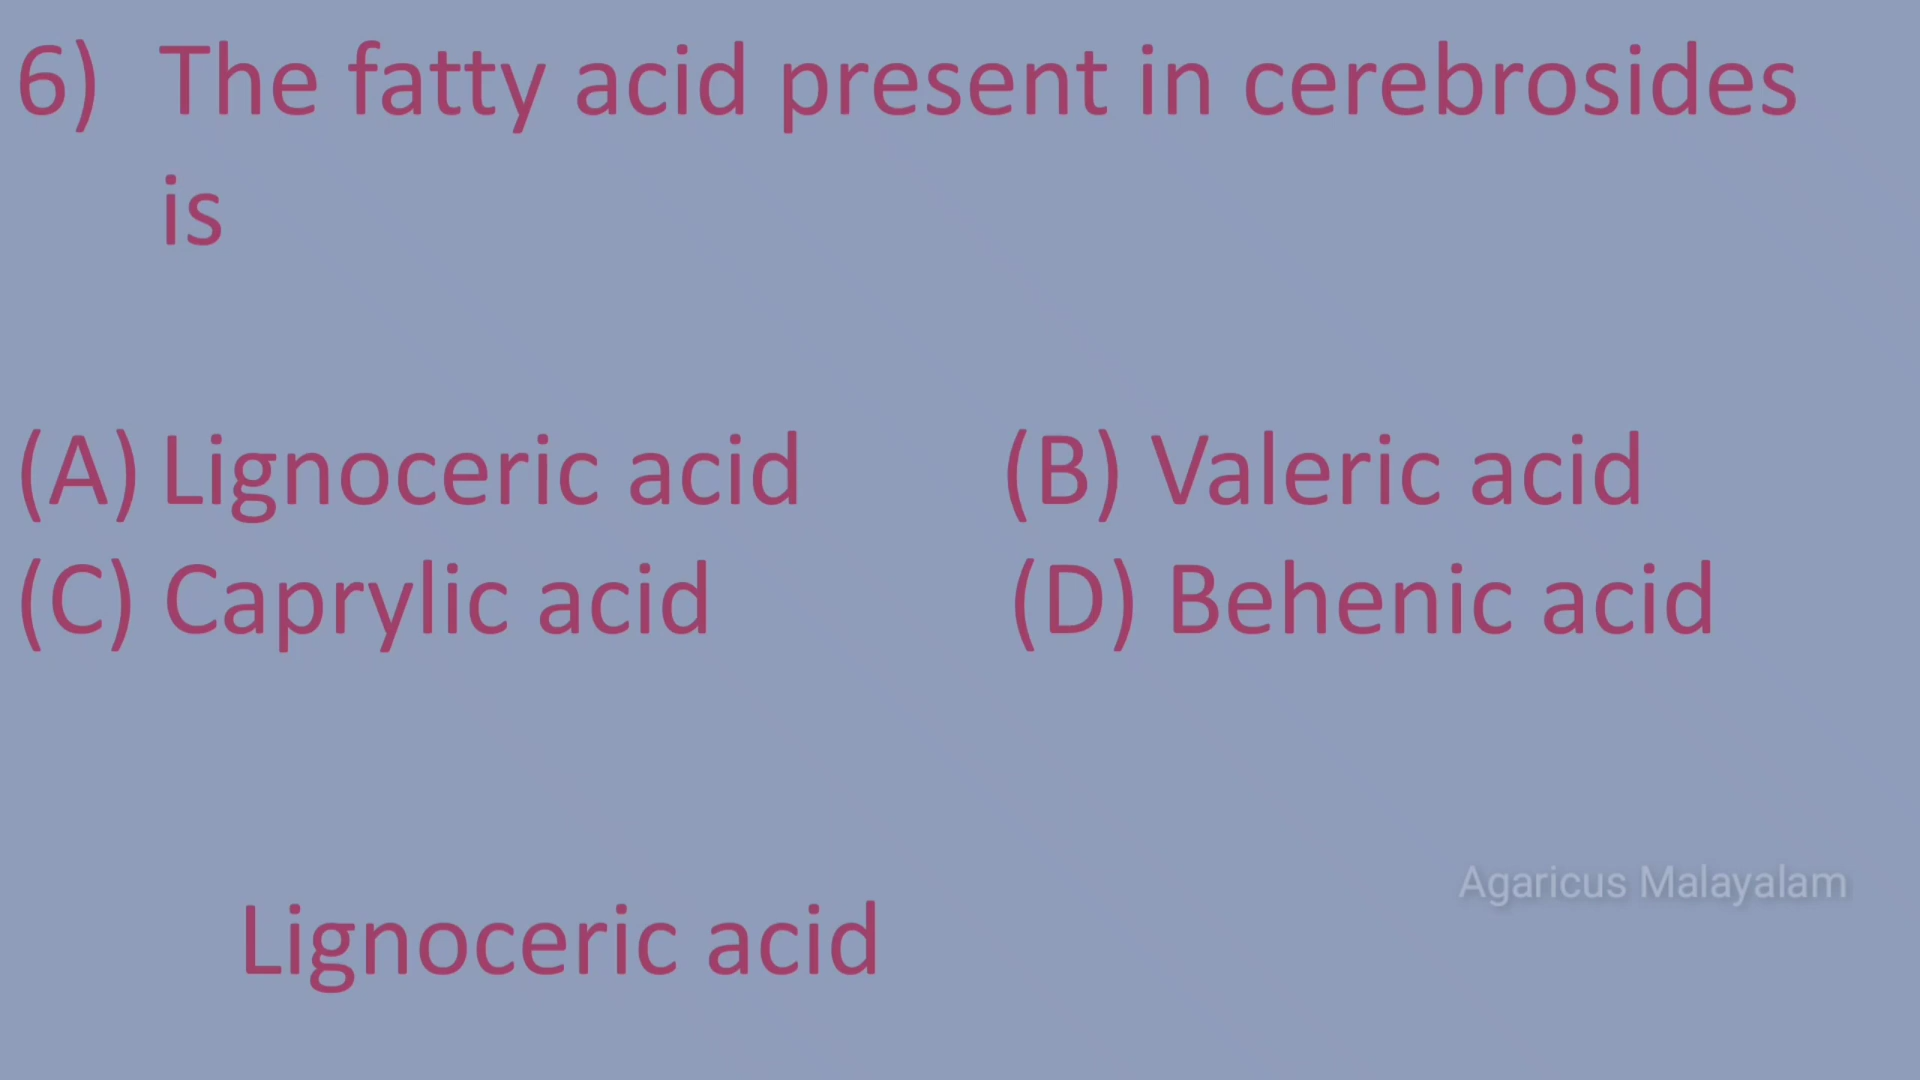 6) The fatty acid present in cerebrosides
is
(A) Lignoceric acid (B) Valeric acid
(C) Caprylic acid (D) Behenic acid
Agaricus Malayalam
Lignoceric acid